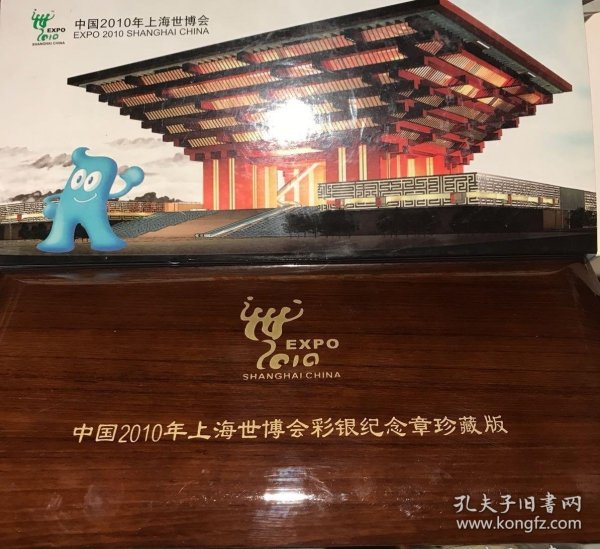 中国2010年上海世博会
EXPO 2010 SHANGHAI CHINA
EXPO
2010
SHANGHAI CHINA
EXPO
2010
SHANGHAI CHINA
中国2010年上海世博会彩银纪念章珍藏版
孔夫子旧书网
www.kongfz.com